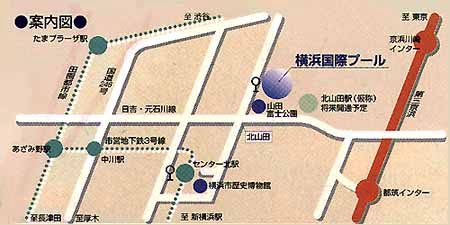 ●案内図●
至 渋谷
至 東京
たまプラーザ駅
京浜川崎
インター
横浜国際プール
田園都市線
国道246号
第三京浜
山田
富士公園
北山田駅(仮称)
将来開通予定
日吉・元石川線
北山田
あざみ野駅
市営地下鉄3号線
中川駅
センター北駅
横浜市歴史博物館
都筑インター
至長津田
至厚木
至 新横浜駅